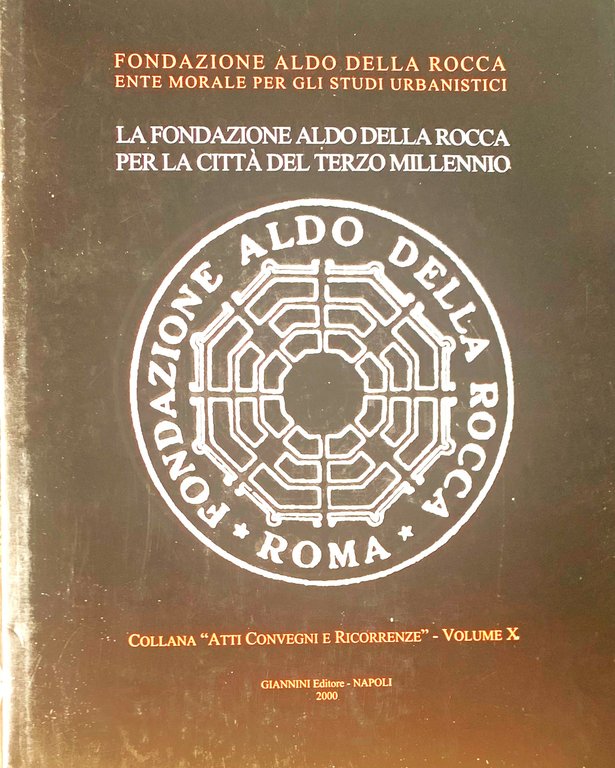 FONDAZIONE ALDO DELLA ROCCA
ENTE MORALE PER GLI STUDI URBANISTICI
LA FONDAZIONE ALDO DELLA ROCCA
PER LA CITTÀ DEL TERZO MILLENNIO
FONDAZIONE ALDO DELLA ROCCA
* ROMA *
COLLANA "ATTI CONVEGNI E RICORRENZE" - VOLUME X
GIANNINI Editore - NAPOLI
2000